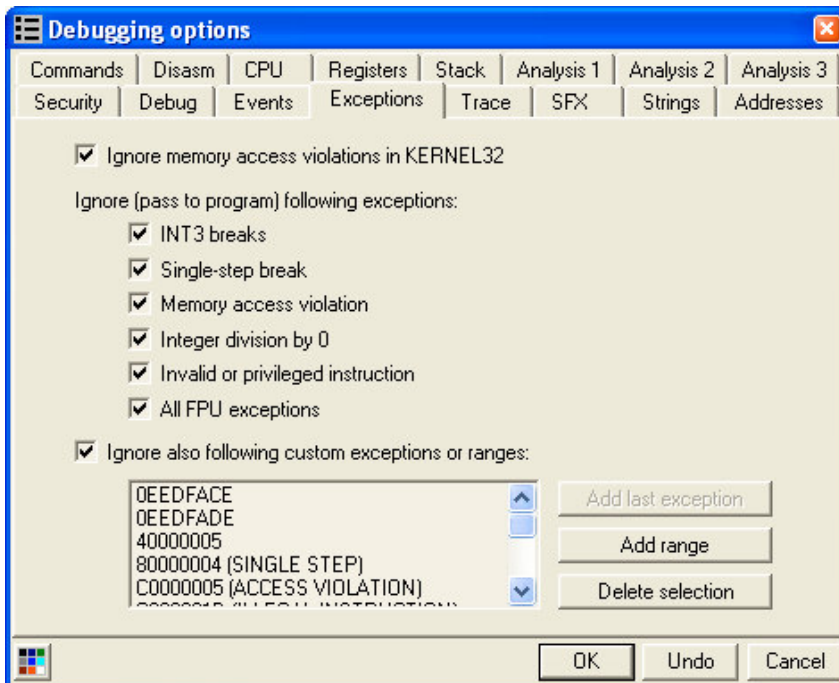 Debugging options
Commands Disasm CPU Registers Stack Analysis 1 Analysis 2 Analysis 3
Security Debug Events Exceptions Trace SFX Strings Addresses
Ignore memory access violations in KERNEL32
Ignore (pass to program) following exceptions:
INT3 breaks
Single-step break
Memory access violation
Integer division by 0
Invalid or privileged instruction
All FPU exceptions
Ignore also following custom exceptions or ranges:
0EEDFACE
0EEDFADE
40000005
80000004 (SINGLE STEP)
C0000005 (ACCESS VIOLATION)
Add last exception
Add range
Delete selection
OK Undo Cancel